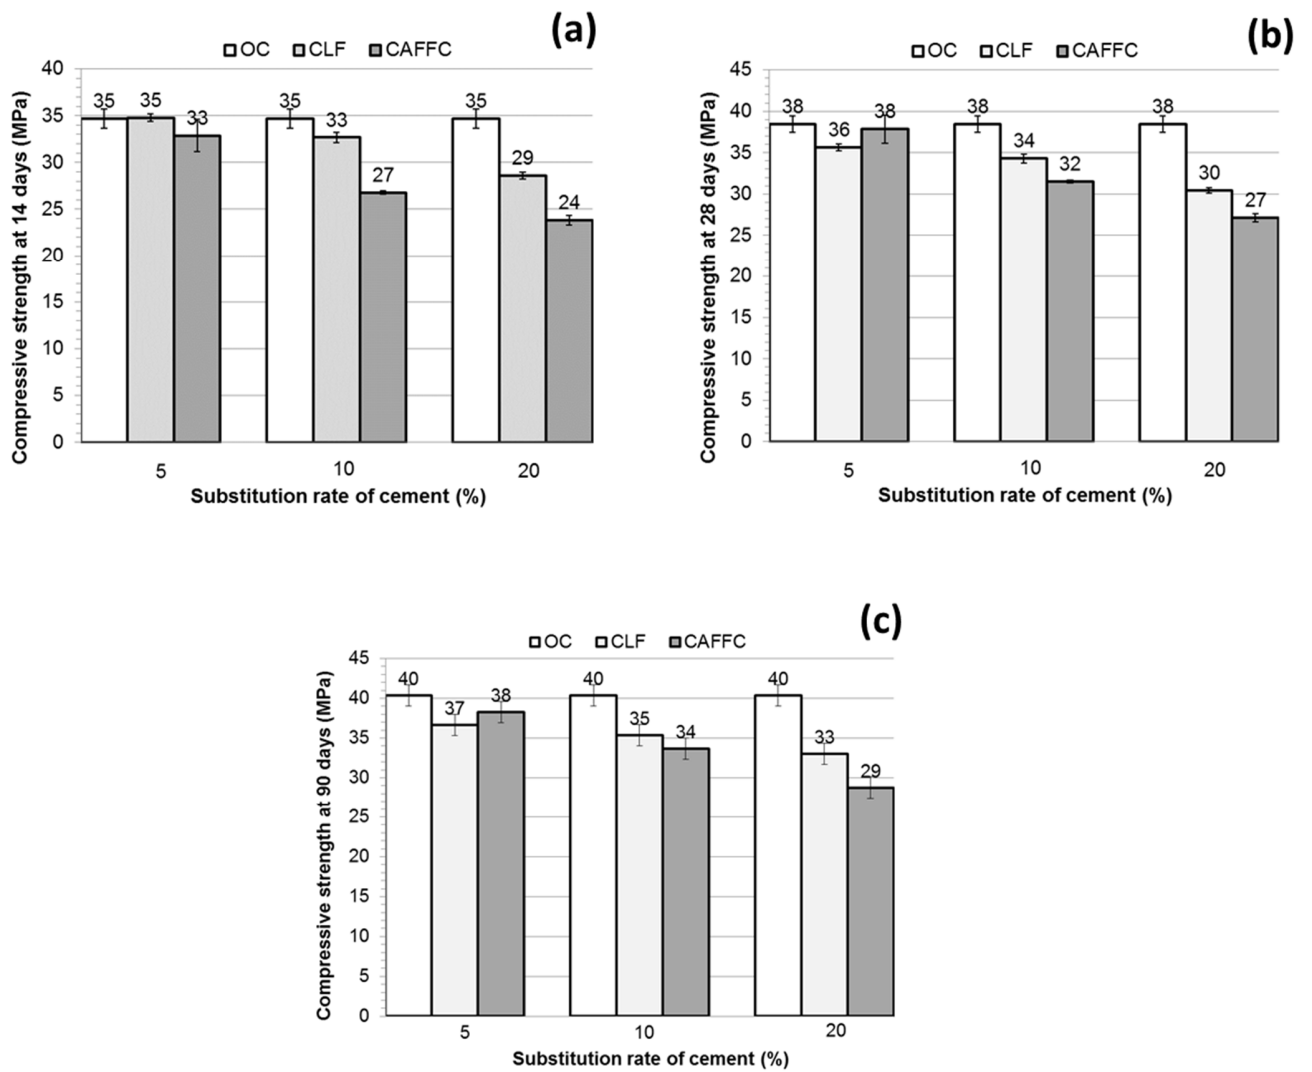 (a)
OC CLF CAFFC
Compressive strength at 14 days (MPa)
40
35
30
25
20
15
10
5
0
35 35 33
35 33 27
35 29 24
5 10 20
Substitution rate of cement (%)
(b)
OC CLF CAFFC
Compressive strength at 28 days (MPa)
45
40
35
30
25
20
15
10
5
0
38 36 38
38 34 32
38 30 27
5 10 20
Substitution rate of cement (%)
(c)
OC CLF CAFFC
Compressive strength at 90 days (MPa)
45
40
35
30
25
20
15
10
5
0
40 37 38
40 35 34
40 33 29
5 10 20
Substitution rate of cement (%)